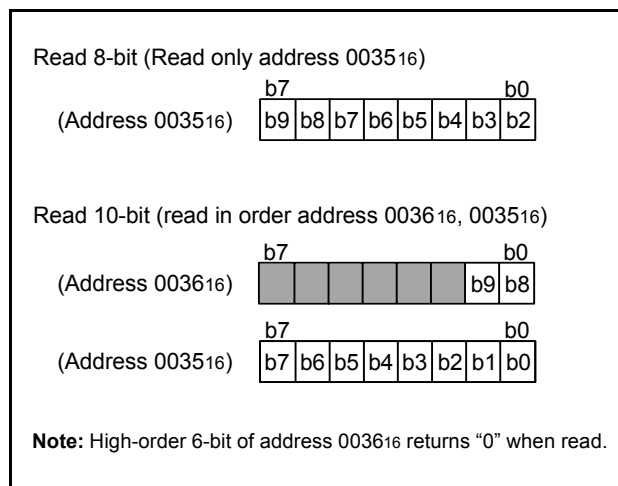 Read 8-bit (Read only address 003516)
b7 b0
(Address 003516) b9 b8 b7 b6 b5 b4 b3 b2
Read 10-bit (read in order address 003616, 003516)
b7 b0
(Address 003616) b9 b8
b7 b0
(Address 003516) b7 b6 b5 b4 b3 b2 b1 b0
Note: High-order 6-bit of address 003616 returns “0” when read.